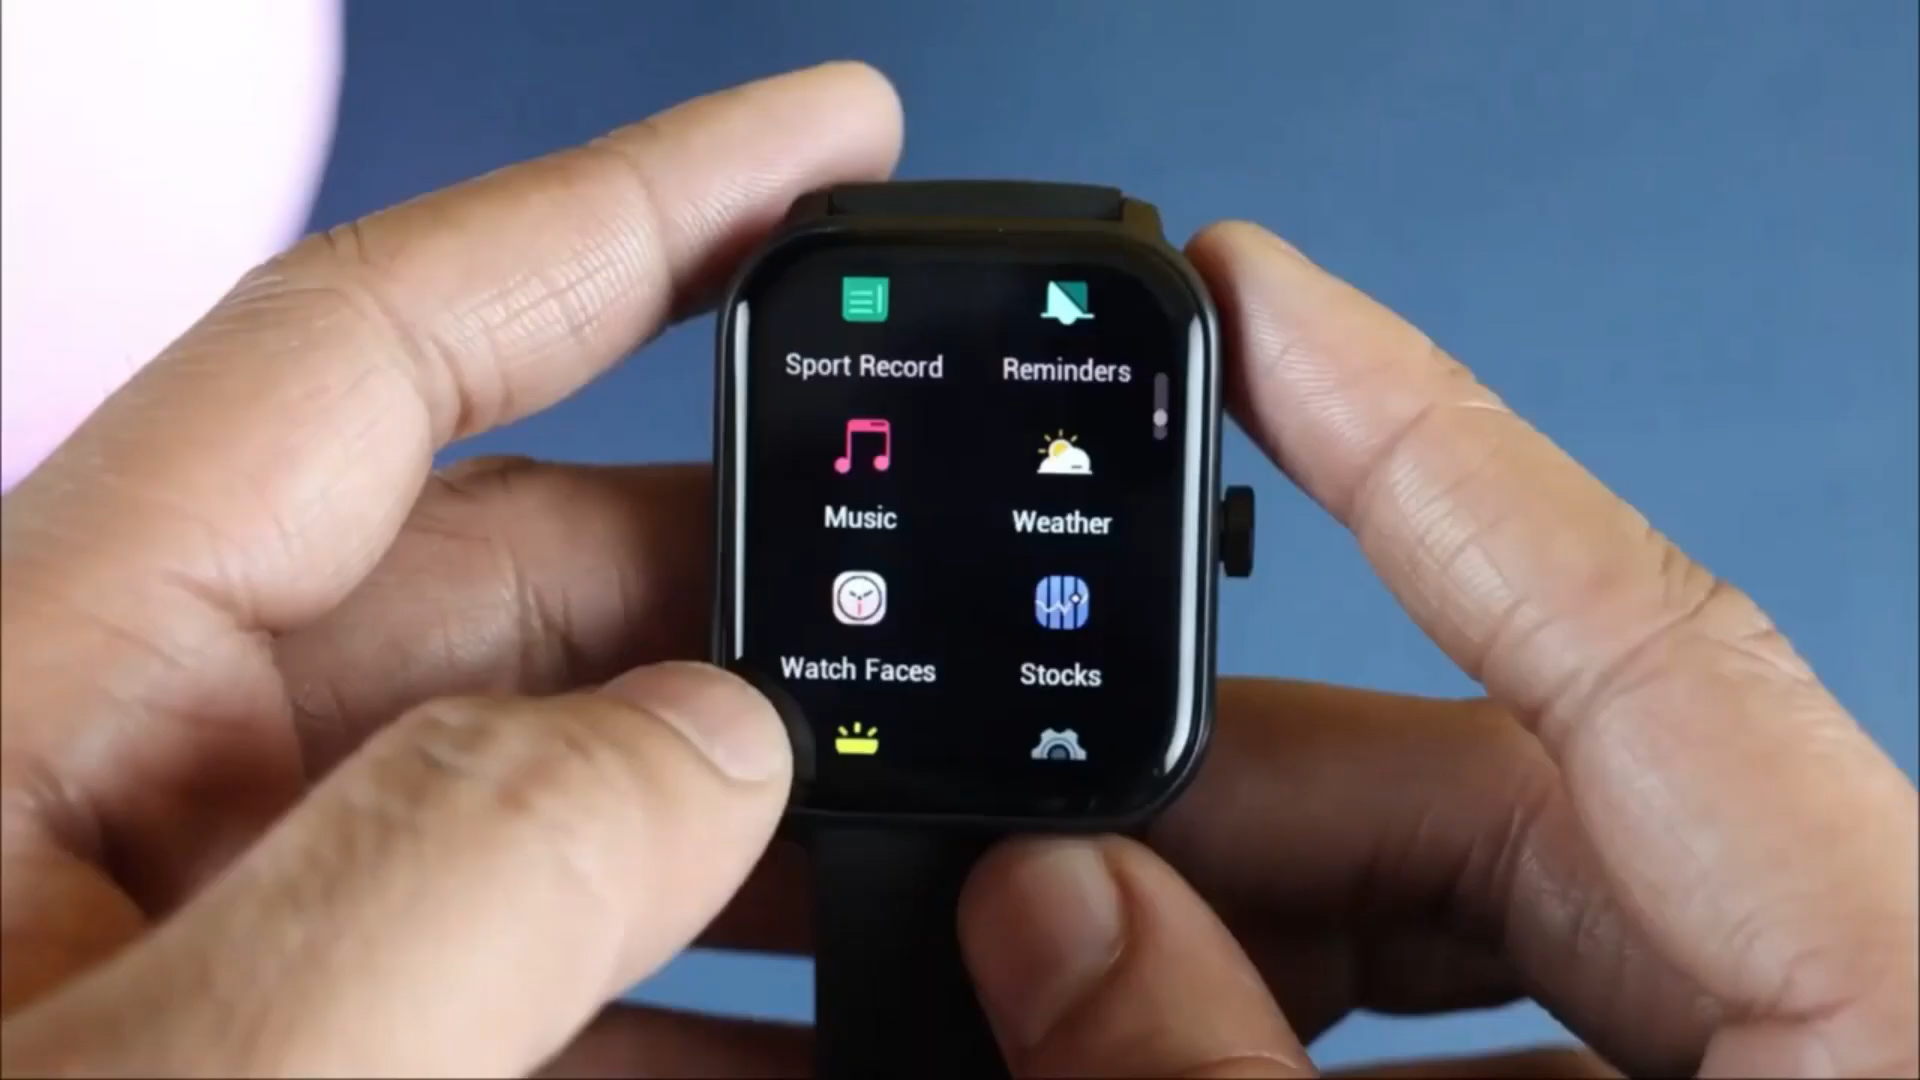 Sport Record
Reminders
Music
Weather
Watch Faces
Stocks